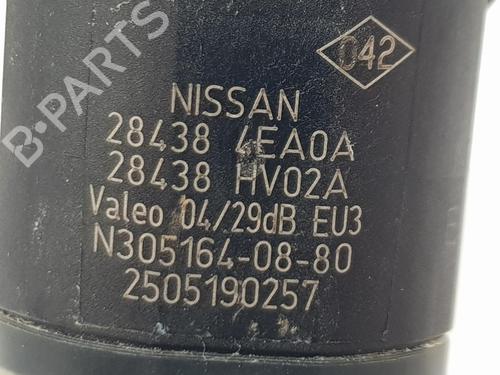 B-PARTS
042
NISSAN
28438 4EA0A
28438 HV02A
Valeo 04/29dB EU3
N305164-08-80
2505190257